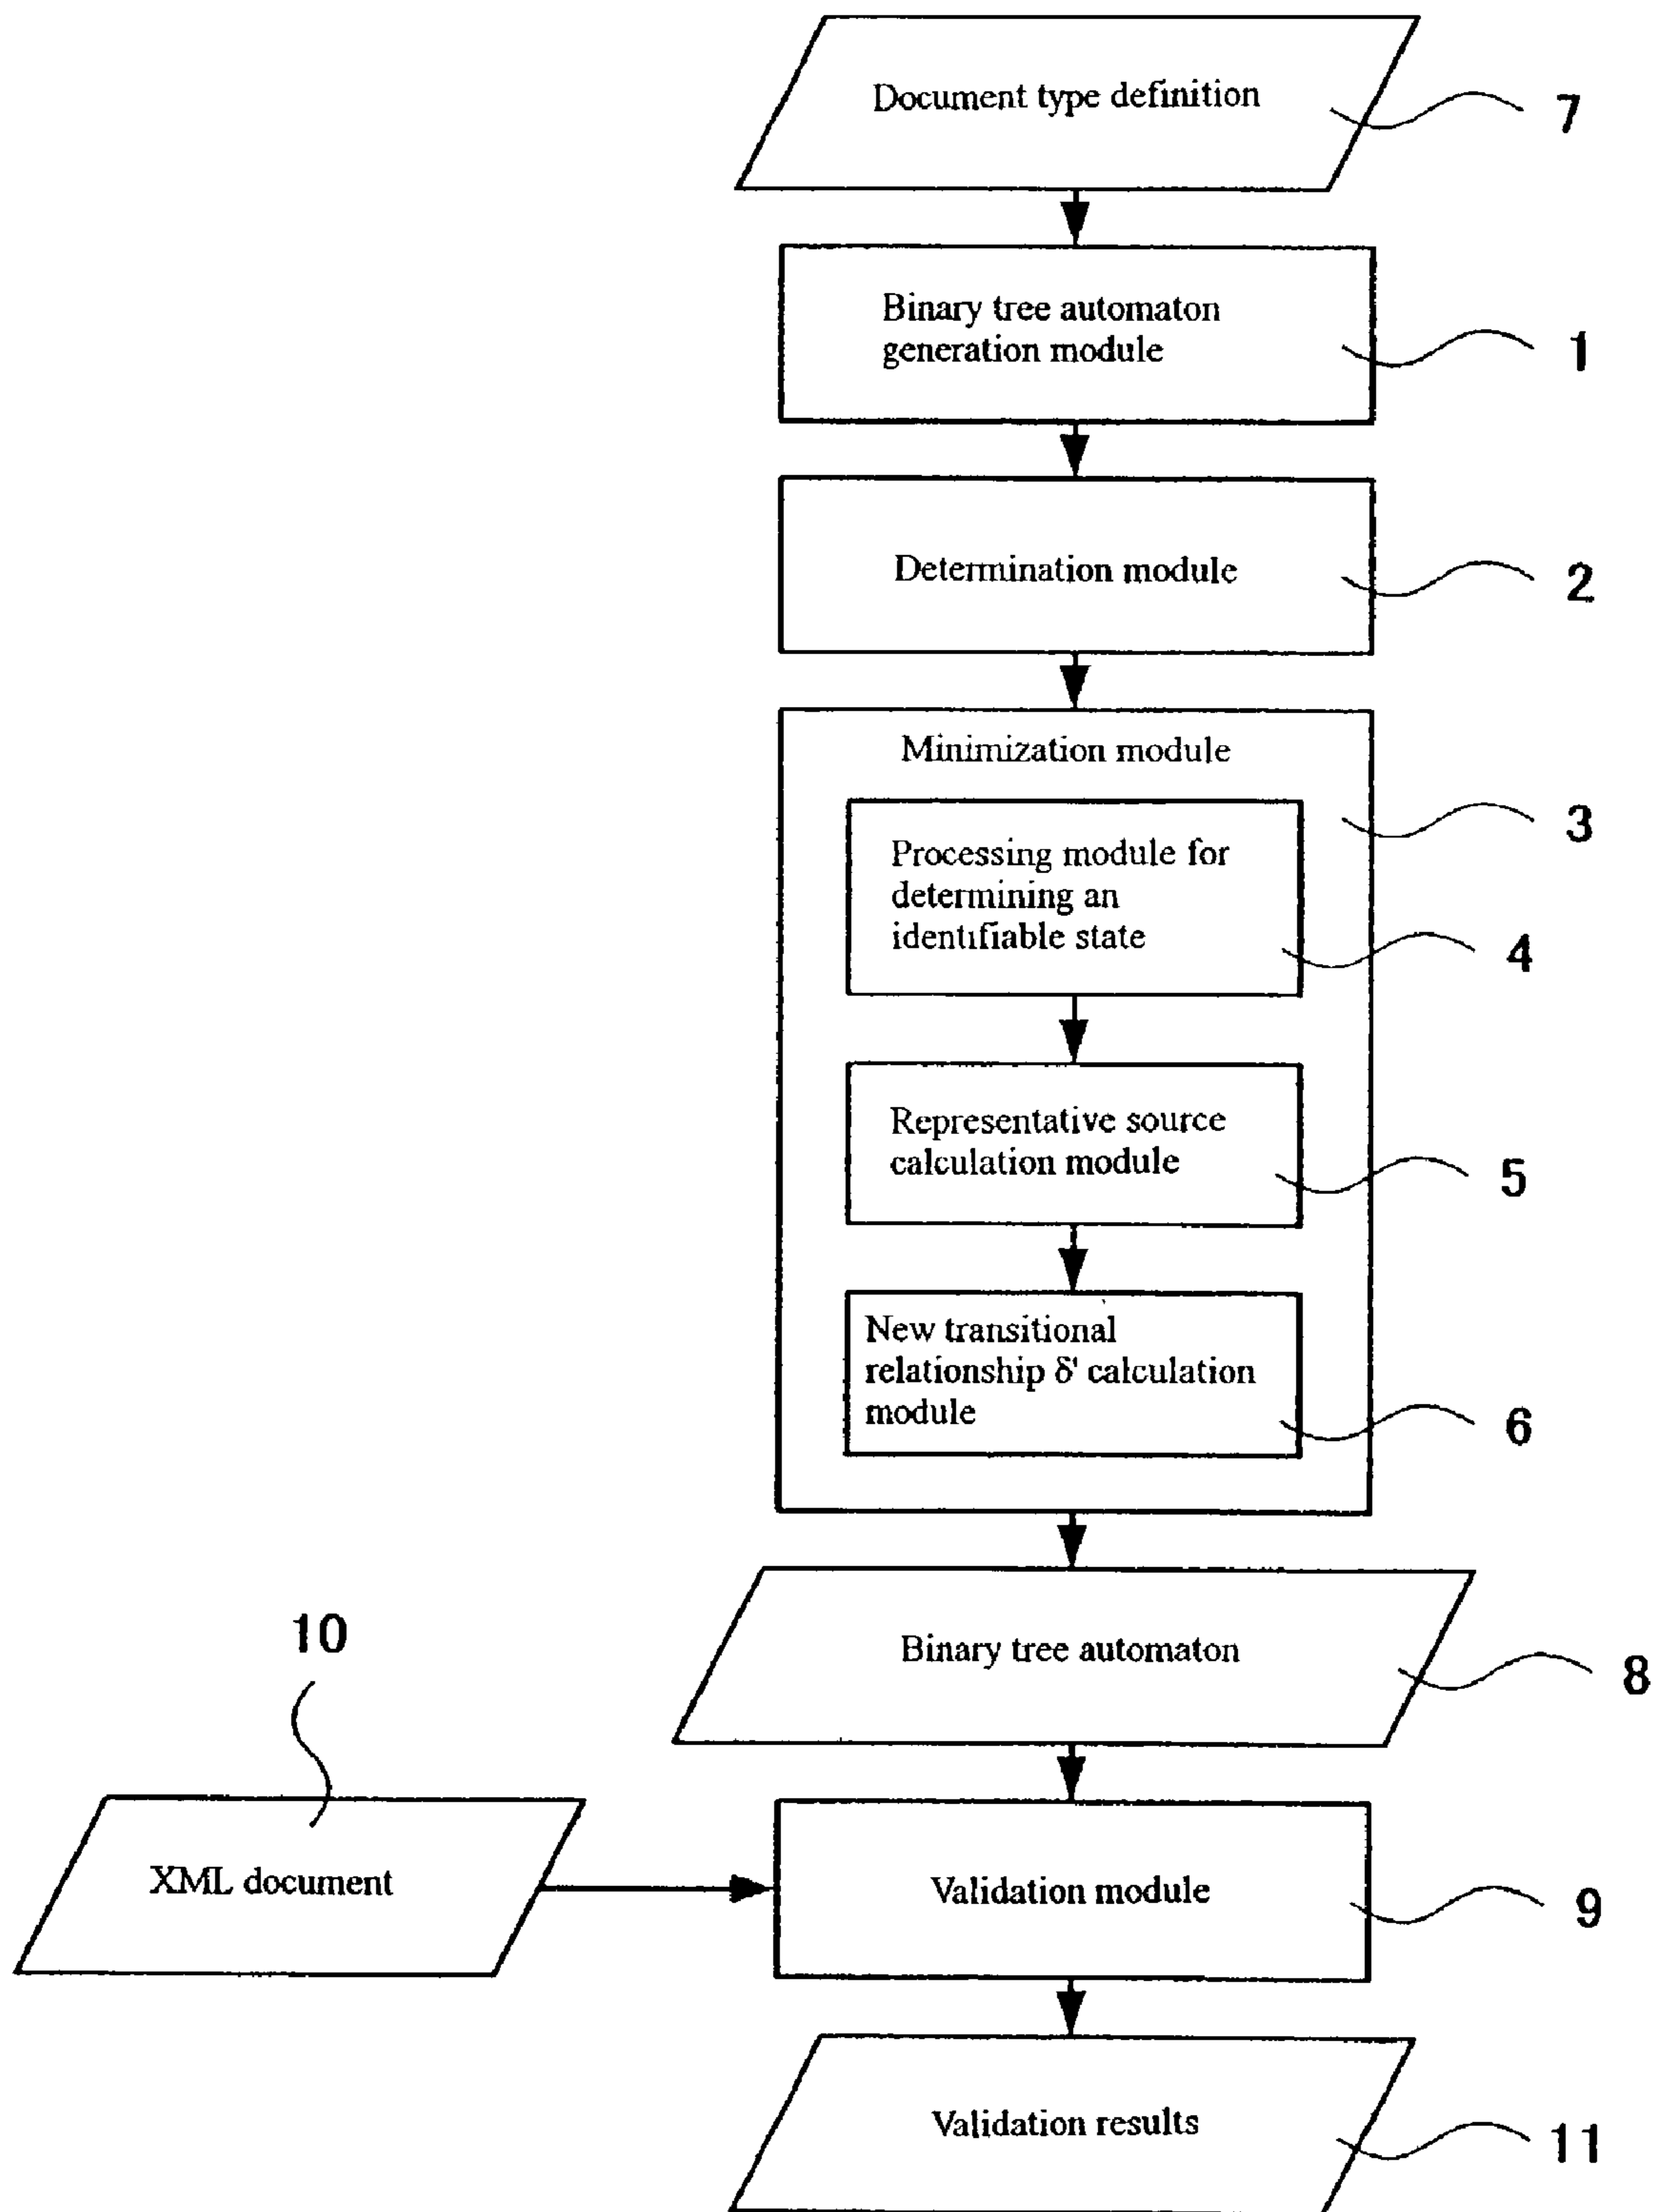 Document type definition
7
Binary tree automaton
generation module
1
Determination module
2
Minimization module
3
Processing module for
determining an
identifiable state
4
Representative source
calculation module
5
New transitional
relationship δ' calculation
module
6
Binary tree automaton
8
10
XML document
Validation module
9
Validation results
11